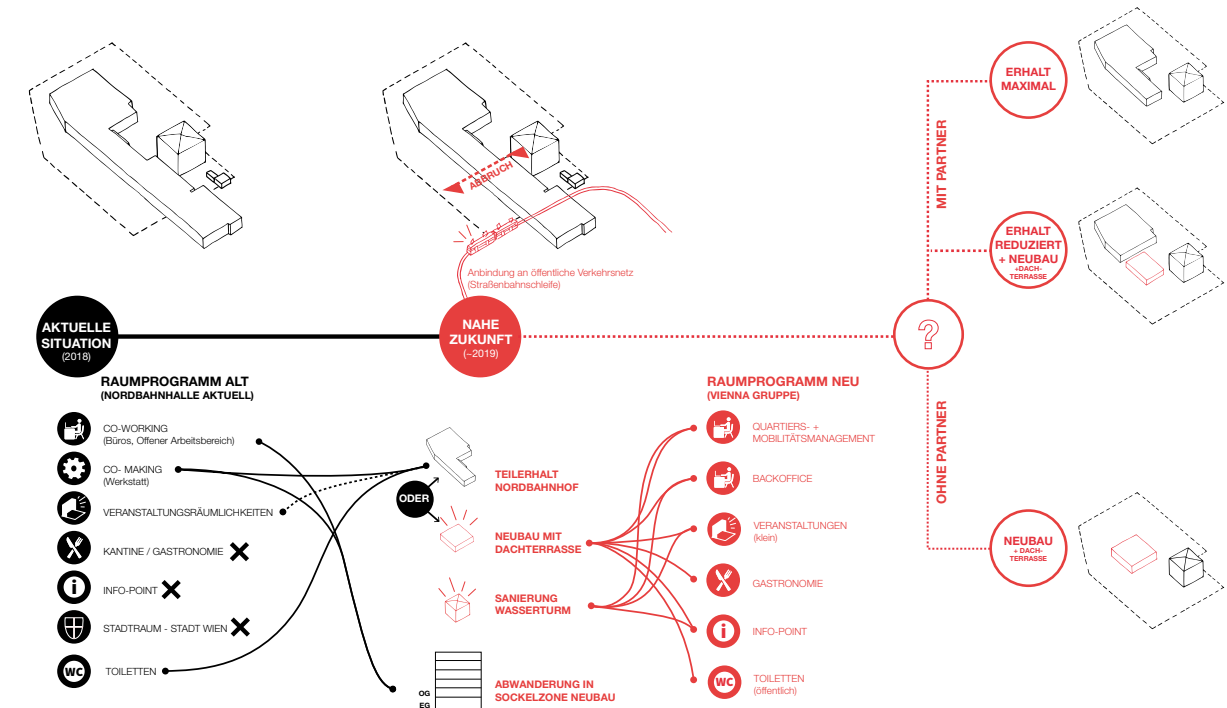 ABBRUCH
Anbindung an öffentliche Verkehrsnetz
(Straßenbahnschleife)
AKTUELLE
SITUATION
(2018)
NAHE
ZUKUNFT
(~2019)
?
MIT PARTNER
OHNE PARTNER
ERHALT
MAXIMAL
ERHALT
REDUZIERT
+ NEUBAU
+DACH-
TERRASSE
NEUBAU
+ DACH-
TERRASSE
RAUMPROGRAMM ALT
(NORDBAHNHALLE AKTUELL)
CO-WORKING
(Büros, Offener Arbeitsbereich)
CO- MAKING
(Werkstatt)
VERANSTALTUNGSRÄUMLICHKEITEN
KANTINE / GASTRONOMIE
INFO-POINT
STADTRAUM - STADT WIEN
WC
TOILETTEN
ODER
TEILERHALT
NORDBAHNHOF
NEUBAU MIT
DACHTERRASSE
SANIERUNG
WASSERTURM
OG
EG
ABWANDERUNG IN
SOCKELZONE NEUBAU
RAUMPROGRAMM NEU
(VIENNA GRUPPE)
QUARTIERS- +
MOBILITÄTSMANAGEMENT
BACKOFFICE
VERANSTALTUNGEN
(klein)
GASTRONOMIE
INFO-POINT
WC
TOILETTEN
(öffentlich)